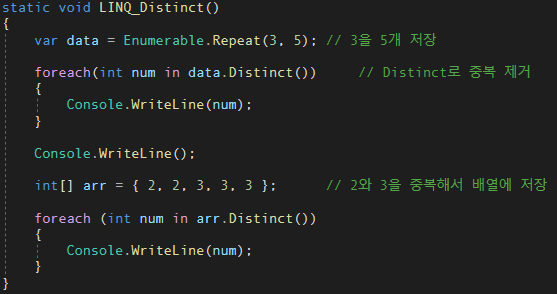 static void LINQ_Distinct()
{
    var data = Enumerable.Repeat(3, 5); // 3을 5개 저장
    foreach(int num in data.Distinct())     // Distinct로 중복 제거
    {
        Console.WriteLine(num);
    }
    Console.WriteLine();
    int[] arr = { 2, 2, 3, 3, 3 };      // 2와 3을 중복해서 배열에 저장
    foreach (int num in arr.Distinct())
    {
        Console.WriteLine(num);
    }
}